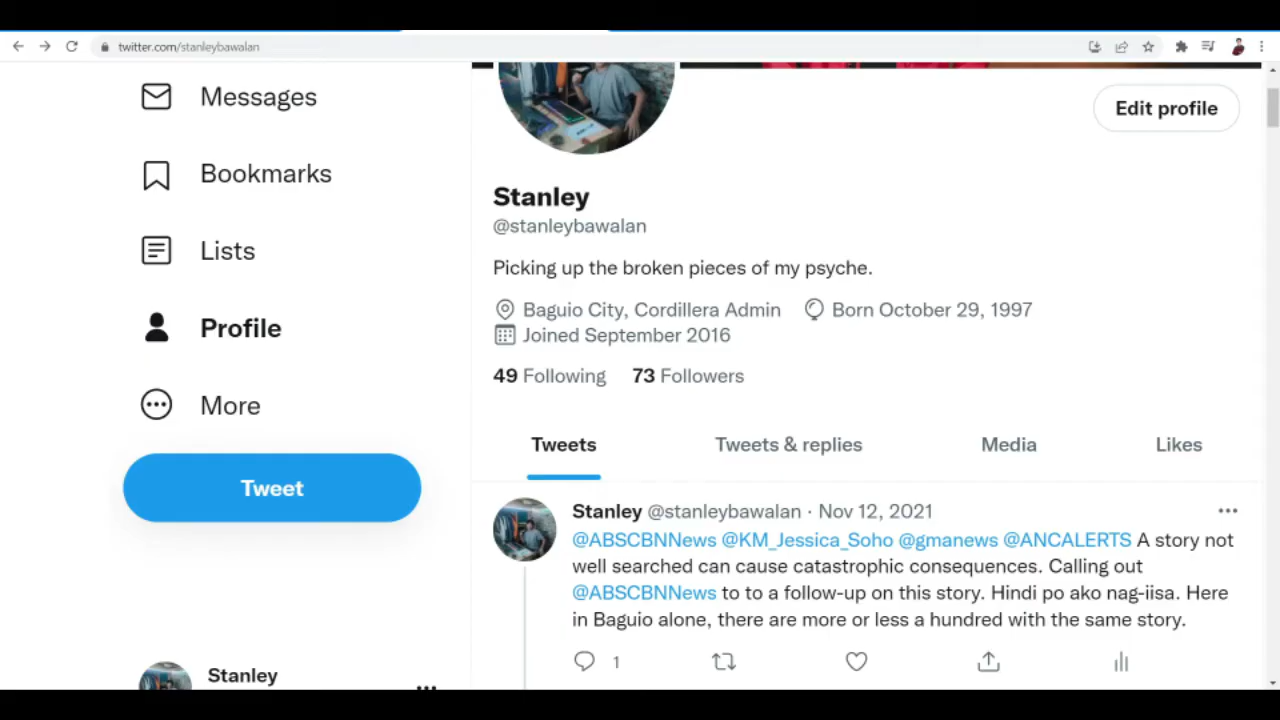 twitter.com/stanleybawalan
Messages
Bookmarks
Lists
Profile
More
Tweet
Stanley
Edit profile
Stanley
@stanleybawalan
Picking up the broken pieces of my psyche.
Baguio City, Cordillera Admin Born October 29, 1997
Joined September 2016
49 Following 73 Followers
Tweets Tweets & replies Media Likes
Stanley @stanleybawalan · Nov 12, 2021
@ABSCBNNews @KM_Jessica_Soho @gmanews @ANCALERTS A story not
well searched can cause catastrophic consequences. Calling out
@ABSCBNNews to to a follow-up on this story. Hindi po ako nag-iisa. Here
in Baguio alone, there are more or less a hundred with the same story.
1